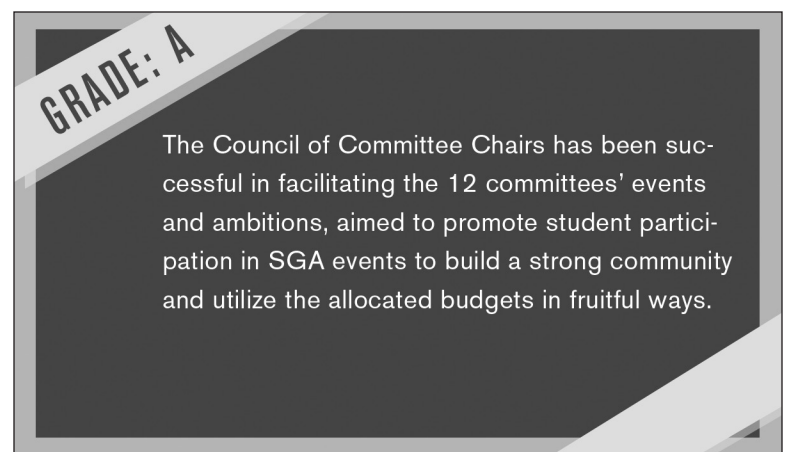 GRADE: A
The Council of Committee Chairs has been suc-
cessful in facilitating the 12 committees’ events
and ambitions, aimed to promote student partici-
pation in SGA events to build a strong community
and utilize the allocated budgets in fruitful ways.